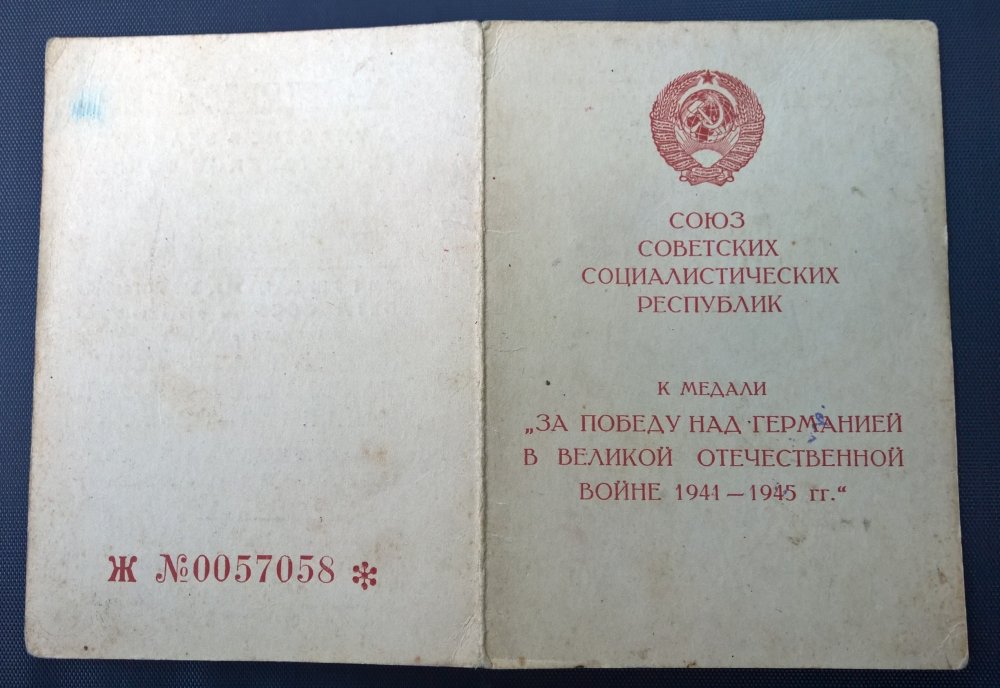 Ж №0057058 *
СОЮЗ
СОВЕТСКИХ
СОЦИАЛИСТИЧЕСКИХ
РЕСПУБЛИК
К МЕДАЛИ
„ЗА ПОБЕДУ НАД ГЕРМАНИЕЙ
В ВЕЛИКОЙ ОТЕЧЕСТВЕННОЙ
ВОЙНЕ 1941 — 1945 гг.“